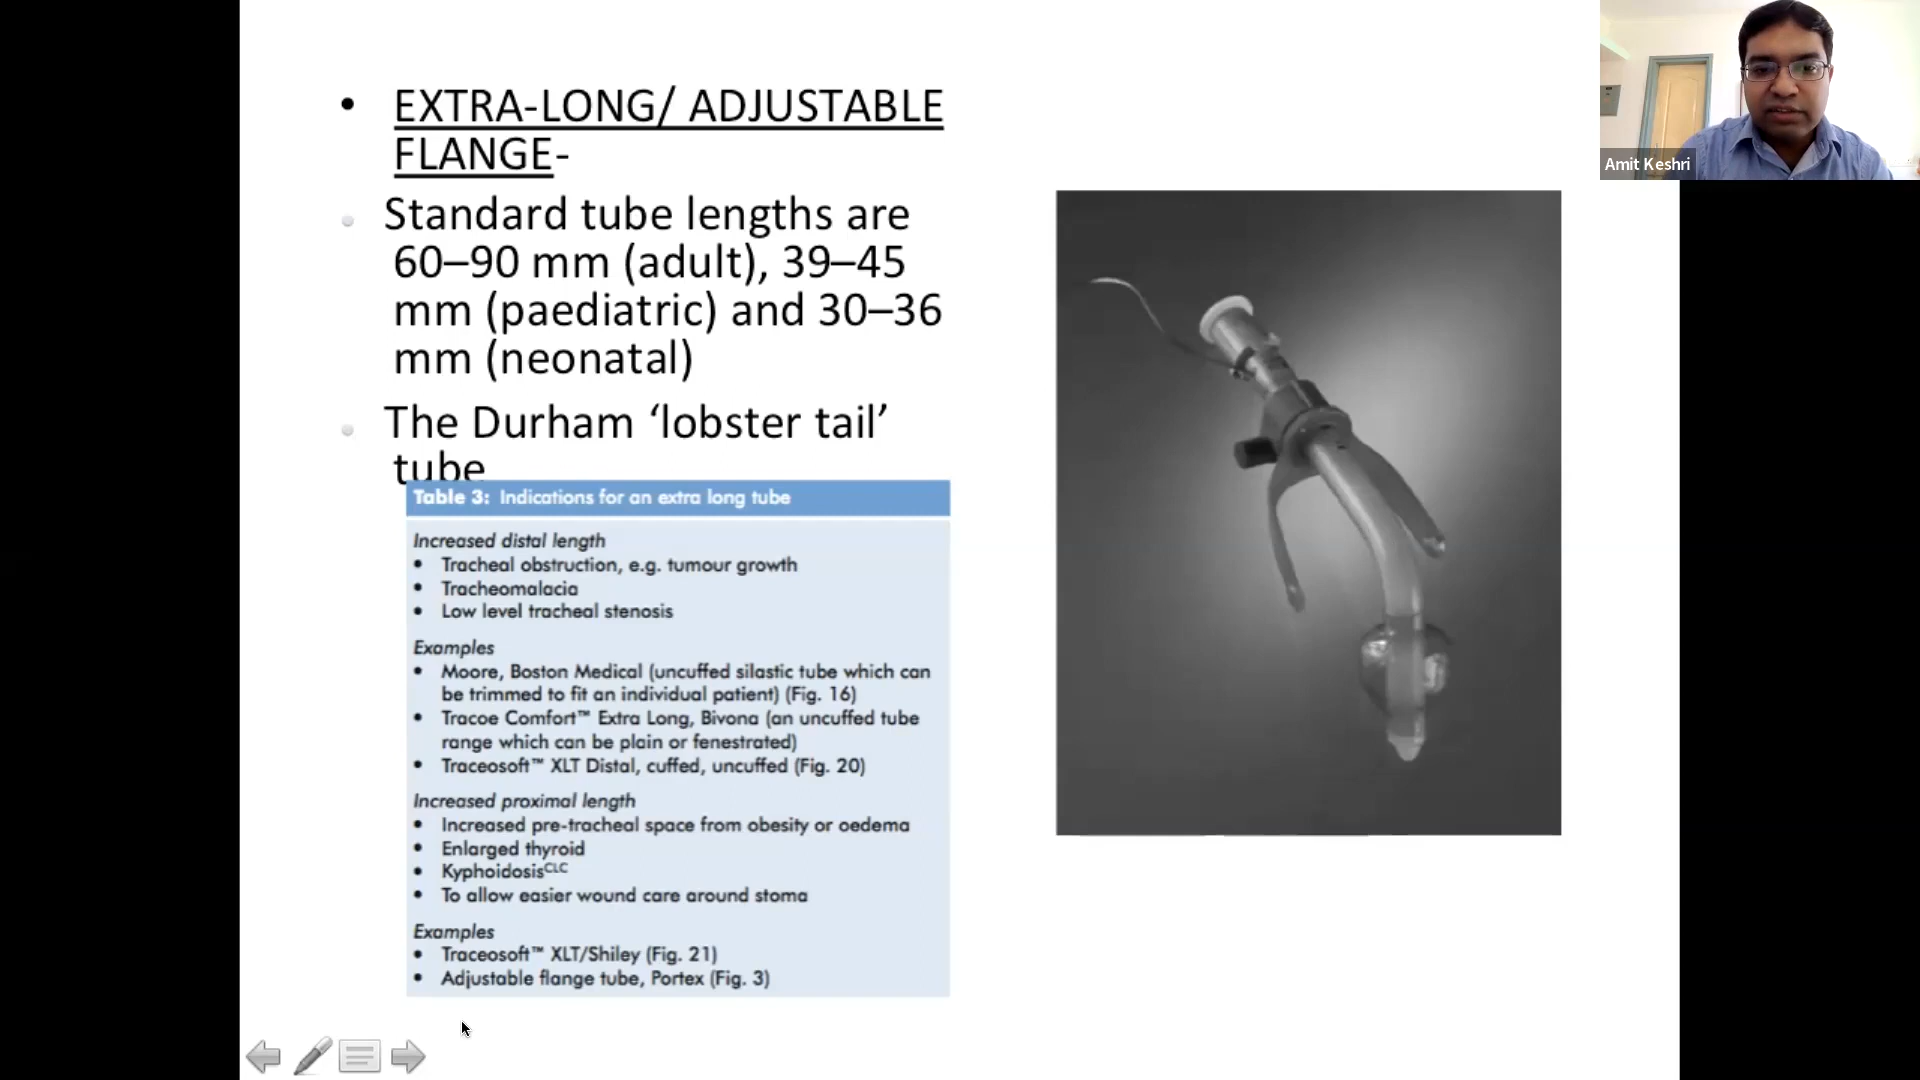 • EXTRA-LONG/ ADJUSTABLE
FLANGE-
Standard tube lengths are
60–90 mm (adult), 39–45
mm (paediatric) and 30–36
mm (neonatal)
The Durham ‘lobster tail’
tube
Table 3: Indications for an extra long tube
Increased distal length
• Tracheal obstruction, e.g. tumour growth
• Tracheomalacia
• Low level tracheal stenosis
Examples
• Moore, Boston Medical (uncuffed silastic tube which can
be trimmed to fit an individual patient) (Fig. 16)
• Tracoe Comfort™ Extra Long, Bivona (an uncuffed tube
range which can be plain or fenestrated)
• Traceosoft™ XLT Distal, cuffed, uncuffed (Fig. 20)
Increased proximal length
• Increased pre-tracheal space from obesity or oedema
• Enlarged thyroid
• KyphoidosisCLC
• To allow easier wound care around stoma
Examples
• Traceosoft™ XLT/Shiley (Fig. 21)
• Adjustable flange tube, Portex (Fig. 3)
Amit Keshri